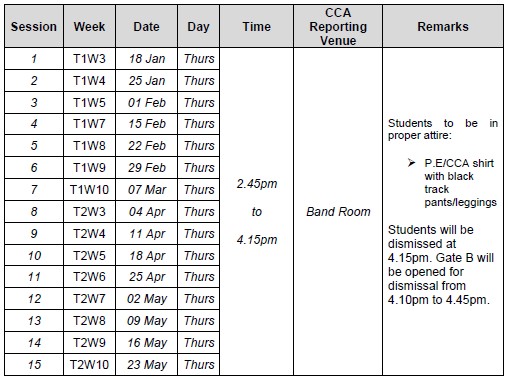 Session Week Date Day Time CCA Reporting Venue Remarks
1 T1W3 18 Jan Thurs
2 T1W4 25 Jan Thurs
3 T1W5 01 Feb Thurs
4 T1W7 15 Feb Thurs
5 T1W8 22 Feb Thurs
6 T1W9 29 Feb Thurs
7 T1W10 07 Mar Thurs
8 T2W3 04 Apr Thurs
9 T2W4 11 Apr Thurs
10 T2W5 18 Apr Thurs
11 T2W6 25 Apr Thurs
12 T2W7 02 May Thurs
13 T2W8 09 May Thurs
14 T2W9 16 May Thurs
15 T2W10 23 May Thurs
2.45pm
to
4.15pm
Band Room
Students to be in
proper attire:
➢ P.E/CCA shirt
with black
track
pants/leggings
Students will be
dismissed at
4.15pm. Gate B will
be opened for
dismissal from
4.10pm to 4.45pm.